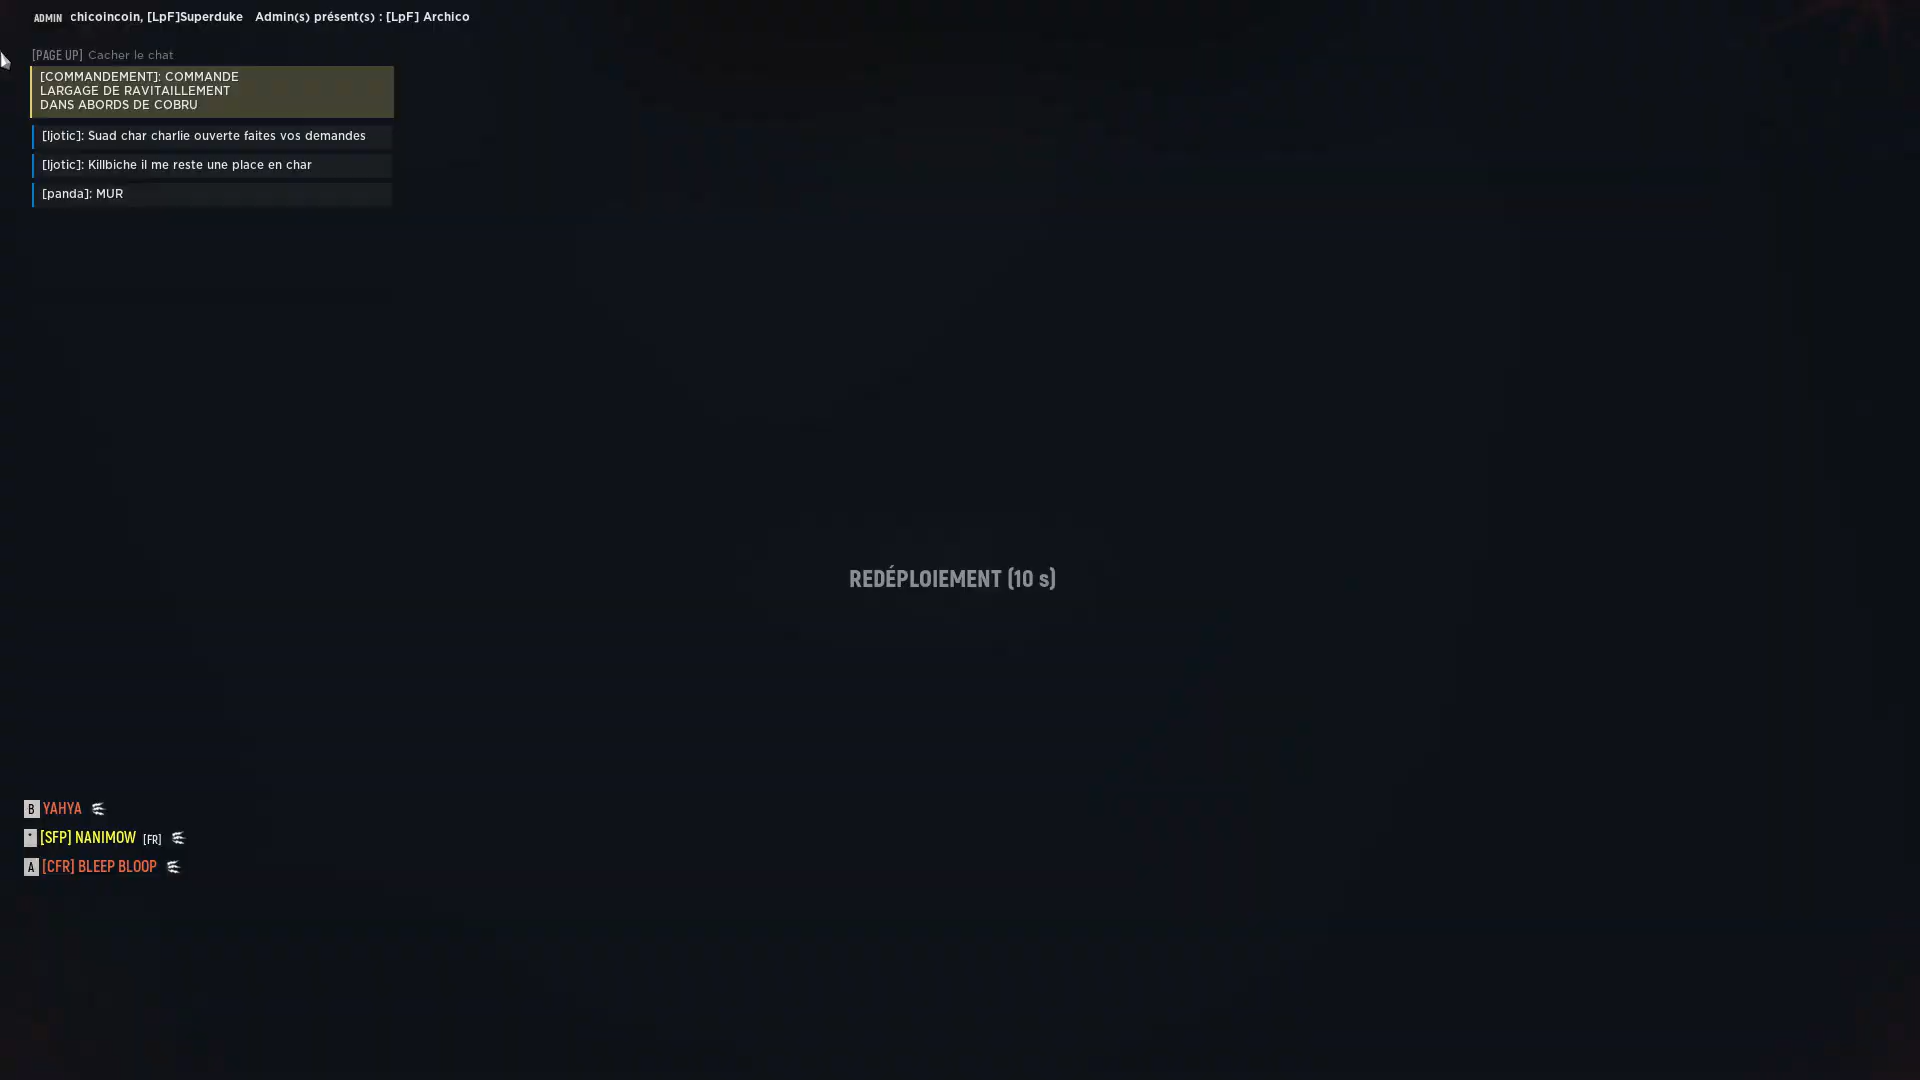 ADMIN chicoincoin, [LpF]Superduke Admin(s) présent(s) : [LpF] Archico
[PAGE UP] Cacher le chat
[COMMANDEMENT]: COMMANDE
LARGAGE DE RAVITAILLEMENT
DANS ABORDS DE COBRU
[ljotic]: Suad char charlie ouverte faites vos demandes
[ljotic]: Killbiche il me reste une place en char
[panda]: MUR
REDÉPLOIEMENT (10 s)
B YAHYA
* [SFP] NANIMOW [FR]
A [CFR] BLEEP BLOOP